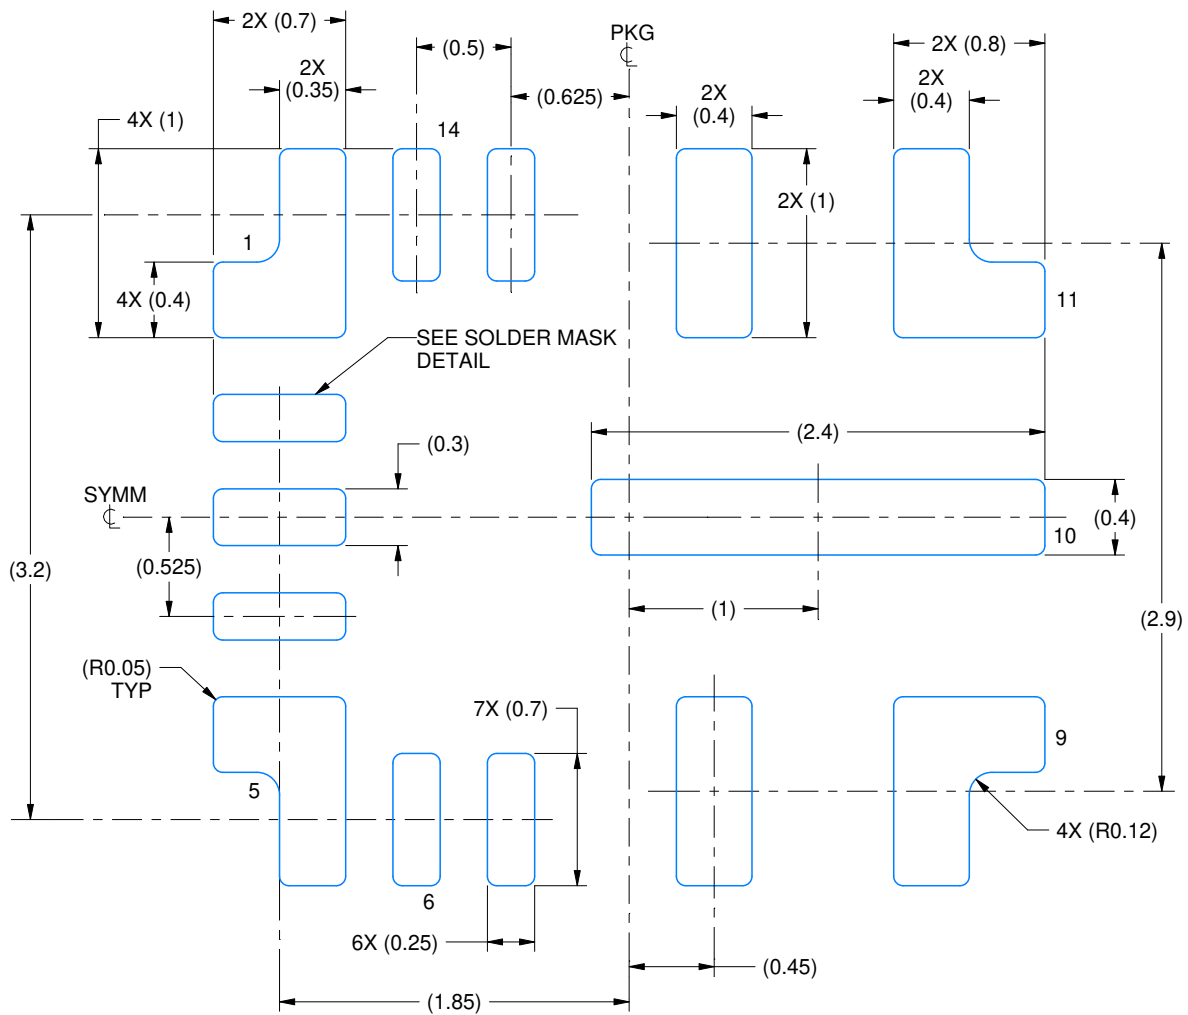 2X (0.7)
(0.5)
PKG
2X (0.8)
2X
(0.35)
(0.625)
2X
(0.4)
2X
(0.4)
4X (1)
14
2X (1)
1
4X (0.4)
11
SEE SOLDER MASK
DETAIL
(2.4)
(0.3)
SYMM
(0.4)
10
(0.525)
(3.2)
(1)
(2.9)
(R0.05)
TYP
7X (0.7)
9
5
4X (R0.12)
6
6X (0.25)
(0.45)
(1.85)